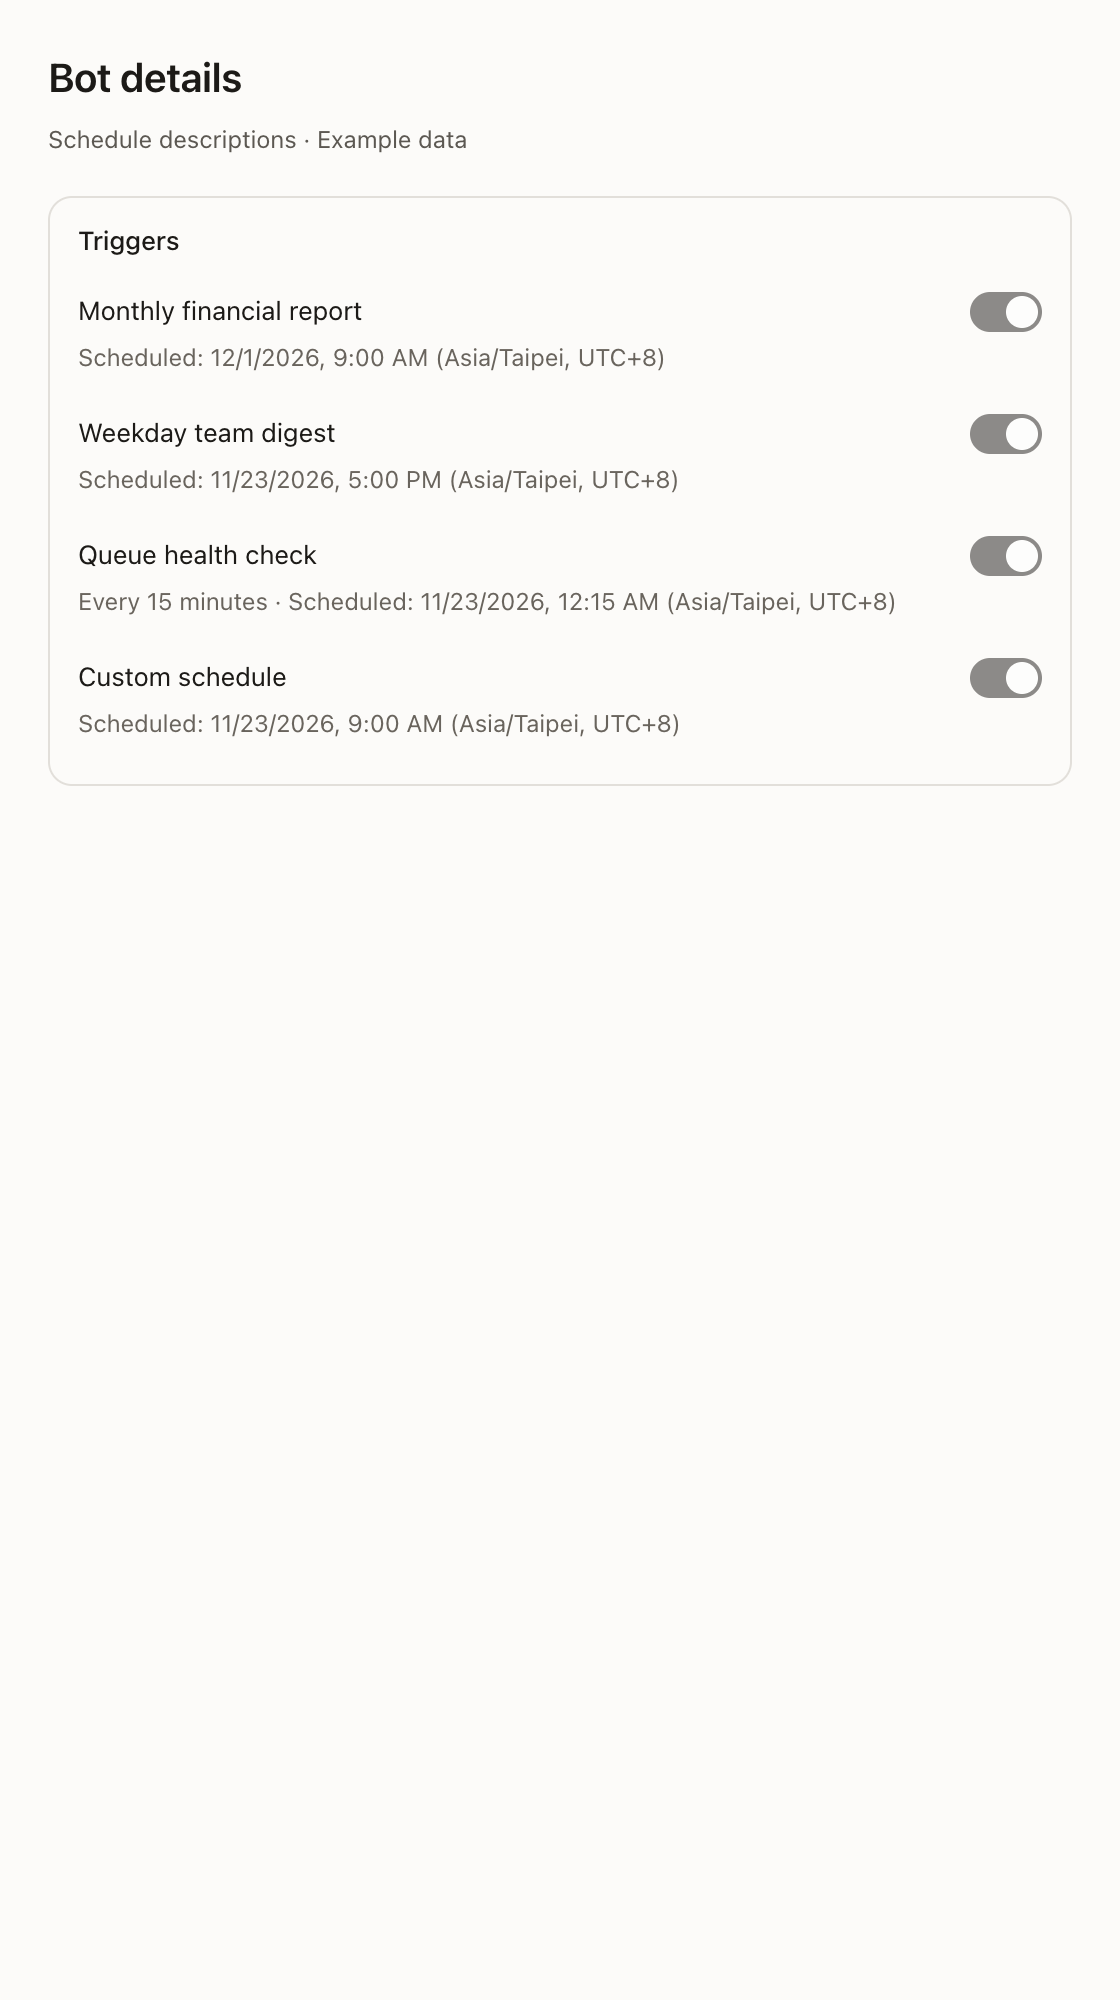 Bot details
Schedule descriptions · Example data
Triggers
Monthly financial report
Scheduled: 12/1/2026, 9:00 AM (Asia/Taipei, UTC+8)
Weekday team digest
Scheduled: 11/23/2026, 5:00 PM (Asia/Taipei, UTC+8)
Queue health check
Every 15 minutes · Scheduled: 11/23/2026, 12:15 AM (Asia/Taipei, UTC+8)
Custom schedule
Scheduled: 11/23/2026, 9:00 AM (Asia/Taipei, UTC+8)